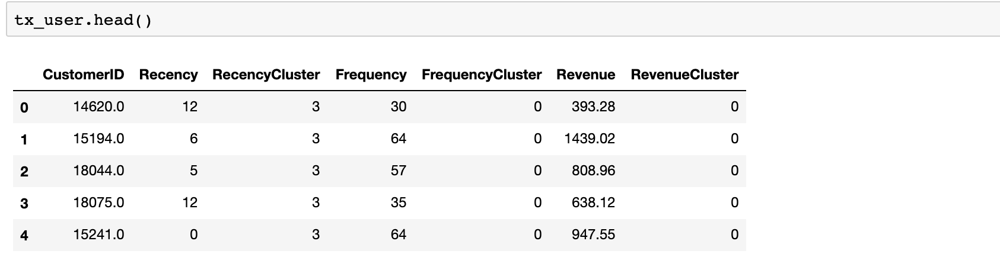 tx_user.head()
CustomerID Recency RecencyCluster Frequency FrequencyCluster Revenue RevenueCluster
0 14620.0 12 3 30 0 393.28 0
1 15194.0 6 3 64 0 1439.02 0
2 18044.0 5 3 57 0 808.96 0
3 18075.0 12 3 35 0 638.12 0
4 15241.0 0 3 64 0 947.55 0